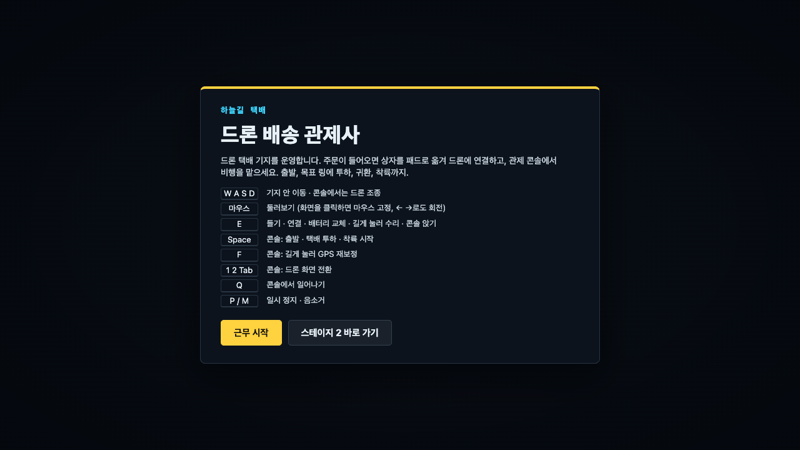 하늘길 택배
드론 배송 관제사
드론 택배 기지를 운영합니다. 주문이 들어오면 상자를 패드로 옮겨 드론에 연결하고, 관제 콘솔에서
비행을 맡으세요. 출발, 목표 링에 투하, 귀환, 착륙까지.
W A S D 기지 안 이동 · 콘솔에서는 드론 조종
마우스 둘러보기 (화면을 클릭하면 마우스 고정, ← →로도 회전)
E 들기 · 연결 · 배터리 교체 · 길게 눌러 수리 · 콘솔 앉기
Space 콘솔: 출발 · 택배 투하 · 착륙 시작
F 콘솔: 길게 눌러 GPS 재보정
1 2 Tab 콘솔: 드론 화면 전환
Q 콘솔에서 일어나기
P / M 일시 정지 · 음소거
근무 시작 스테이지 2 바로 가기